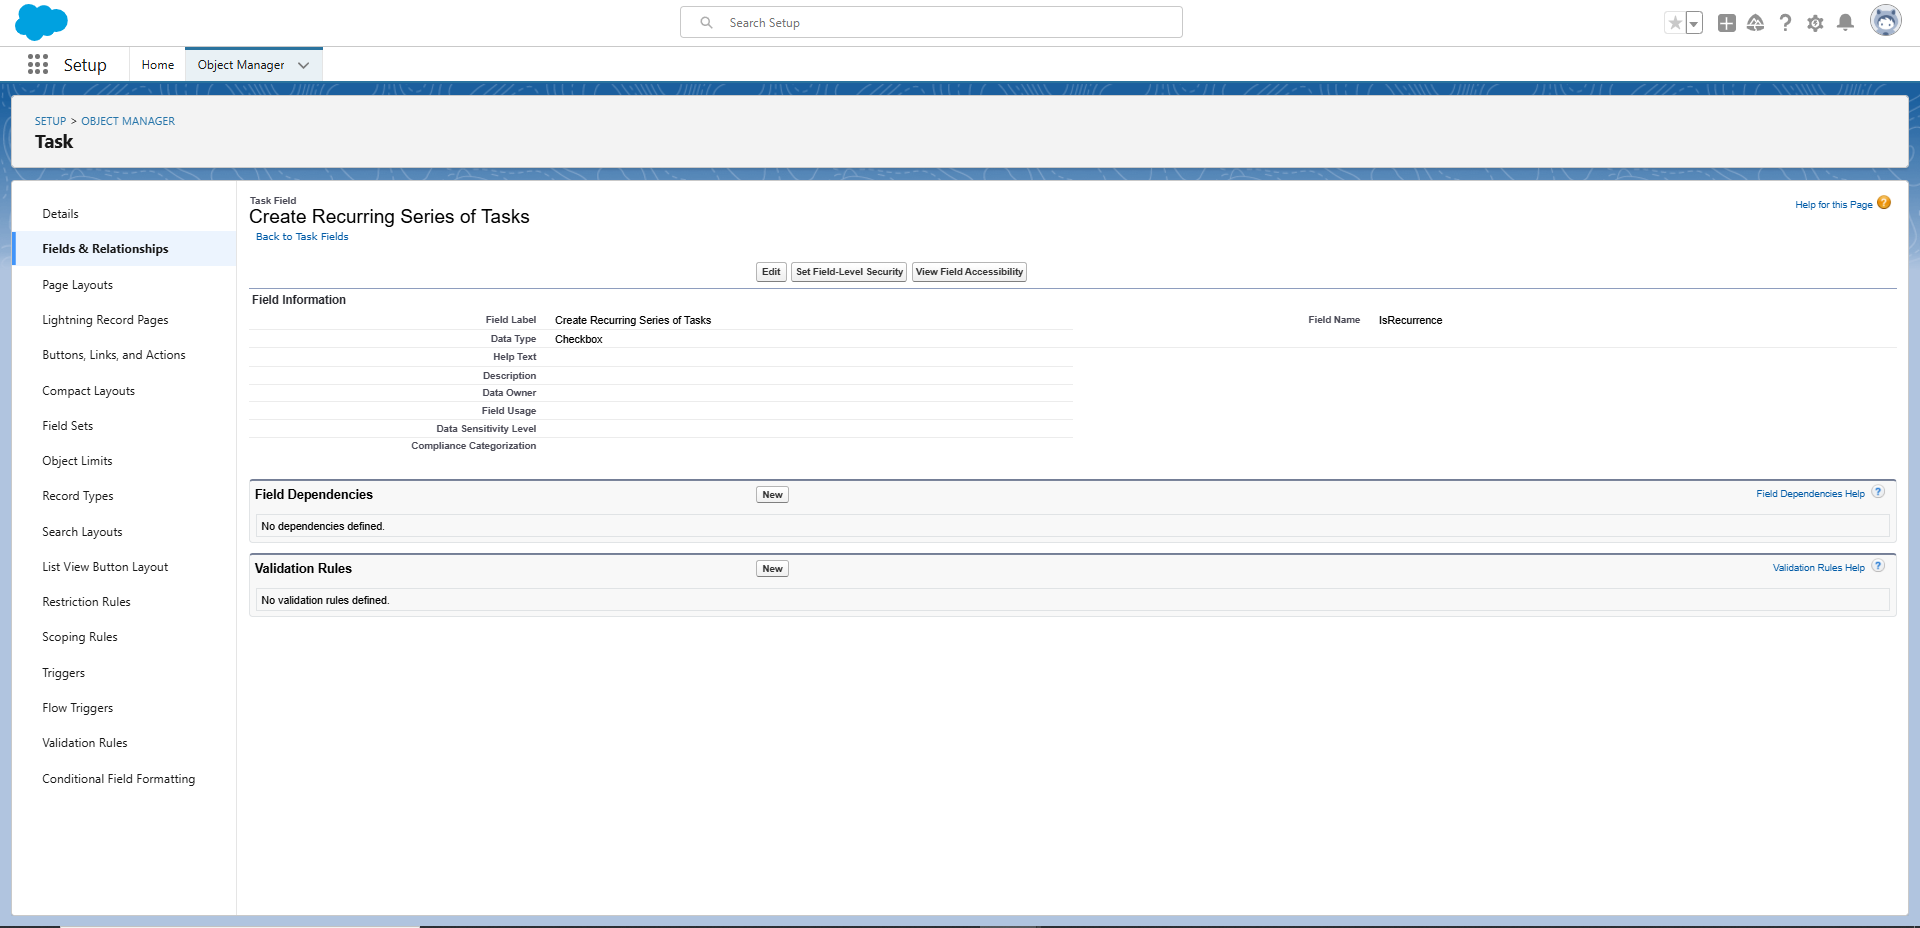 Search Setup
Setup
Home
Object Manager
SETUP > OBJECT MANAGER
Task
Details
Fields & Relationships
Page Layouts
Lightning Record Pages
Buttons, Links, and Actions
Compact Layouts
Field Sets
Object Limits
Record Types
Search Layouts
List View Button Layout
Restriction Rules
Scoping Rules
Triggers
Flow Triggers
Validation Rules
Conditional Field Formatting
Task Field
Create Recurring Series of Tasks
Back to Task Fields
Help for this Page ?
Edit Set Field-Level Security View Field Accessibility
Field Information
Field Label Create Recurring Series of Tasks Field Name IsRecurrence
Data Type Checkbox
Help Text
Description
Data Owner
Field Usage
Data Sensitivity Level
Compliance Categorization
Field Dependencies New Field Dependencies Help ?
No dependencies defined.
Validation Rules New Validation Rules Help ?
No validation rules defined.